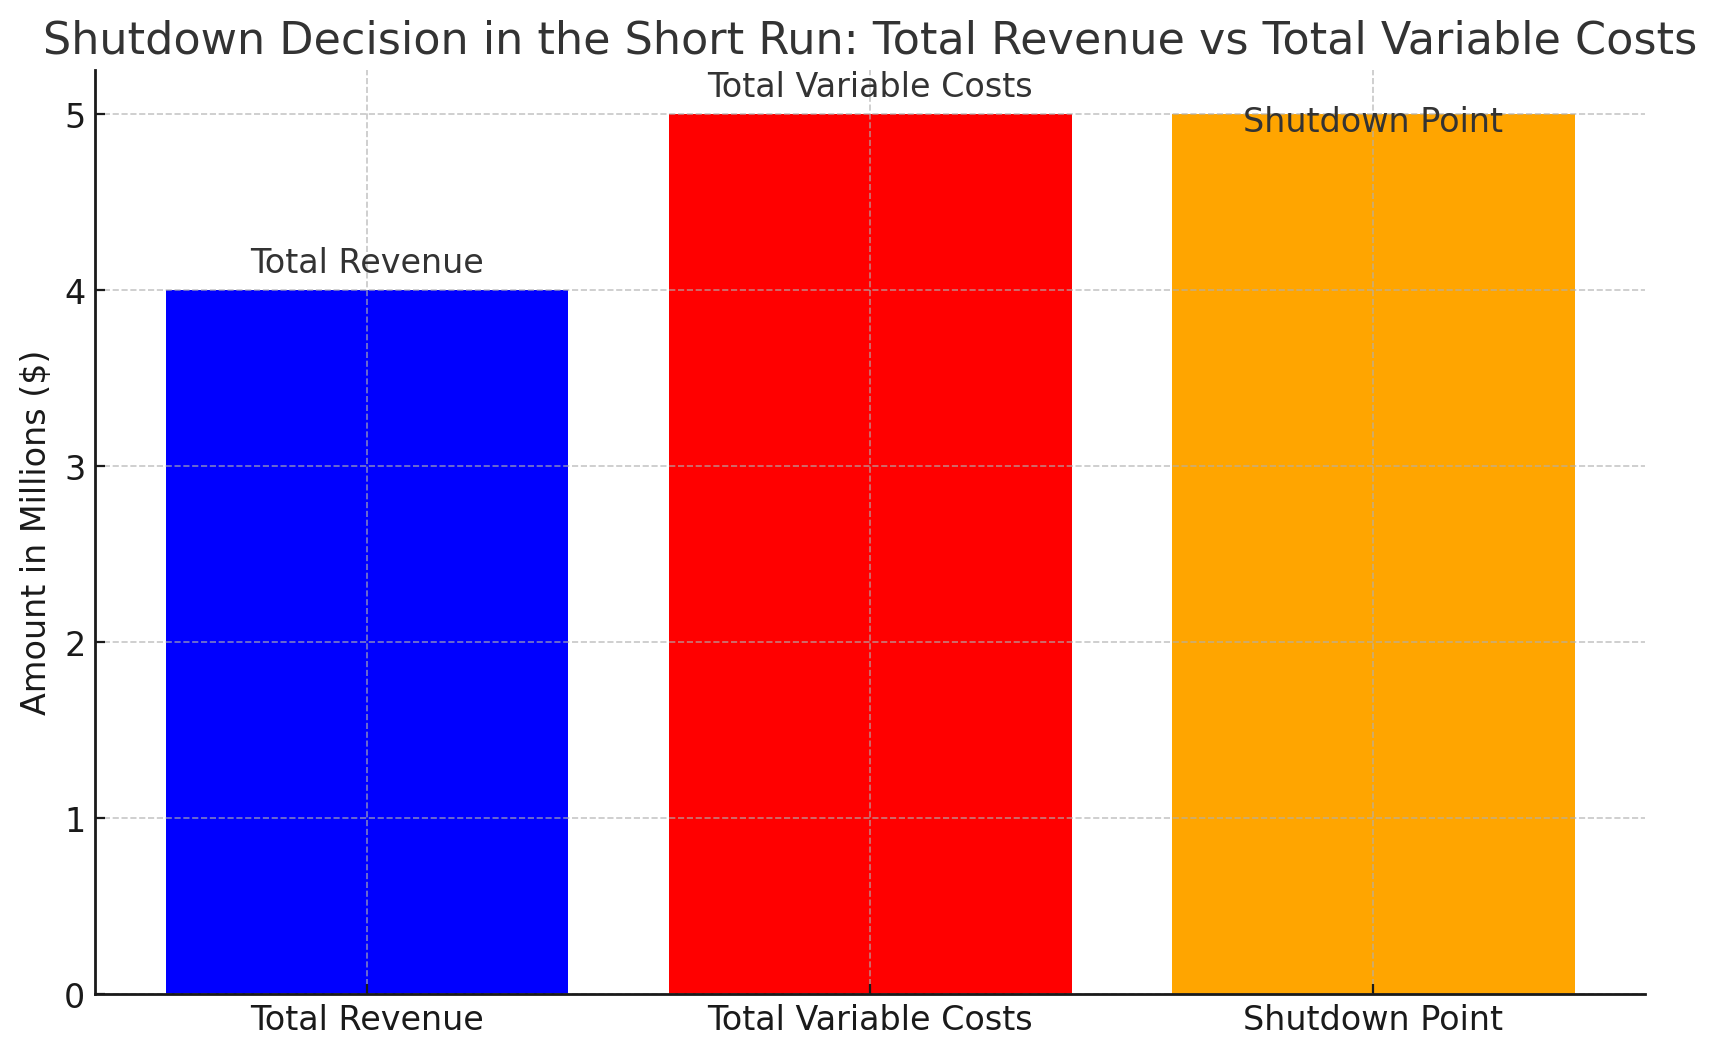 Shutdown Decision in the Short Run: Total Revenue vs Total Variable Costs
Amount in Millions ($)
5
4
3
2
1
0
Total Variable Costs
Shutdown Point
Total Revenue
Total Revenue
Total Variable Costs
Shutdown Point